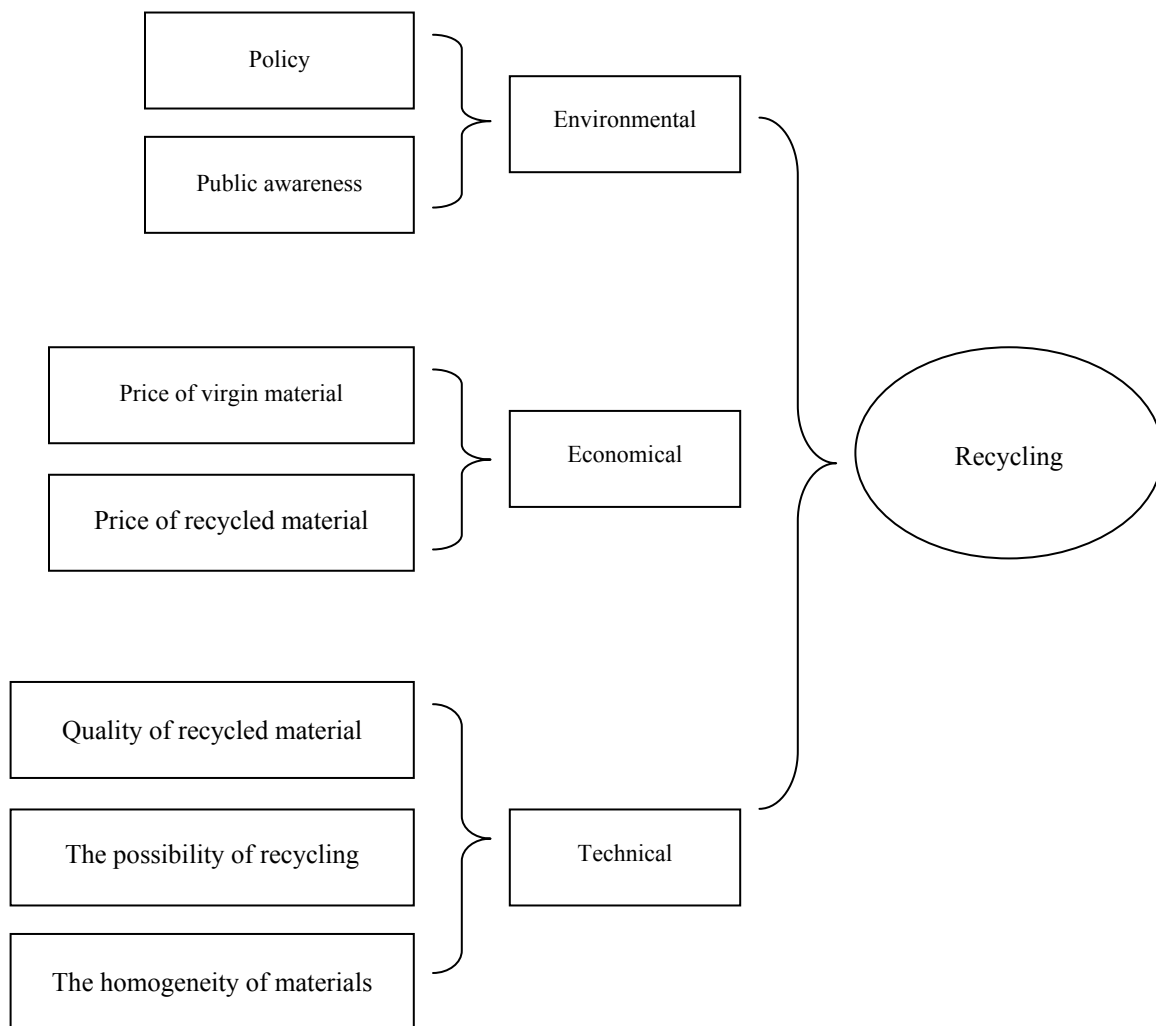 Policy
Public awareness
Environmental
Price of virgin material
Price of recycled material
Economical
Quality of recycled material
The possibility of recycling
The homogeneity of materials
Technical
Recycling